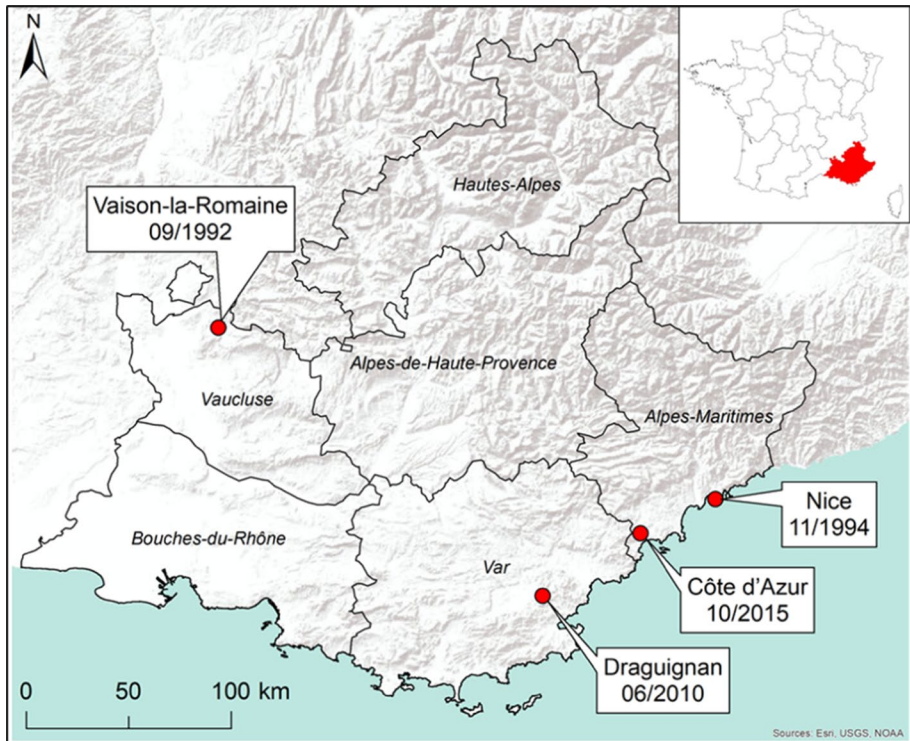 N
Hautes-Alpes
Vaison-la-Romaine
09/1992
Alpes-de-Haute-Provence
Vaucluse
Alpes-Maritimes
Nice
11/1994
Bouches-du-Rhône
Var
Côte d'Azur
10/2015
Draguignan
06/2010
0 50 100 km
Sources: Esri, USGS, NOAA